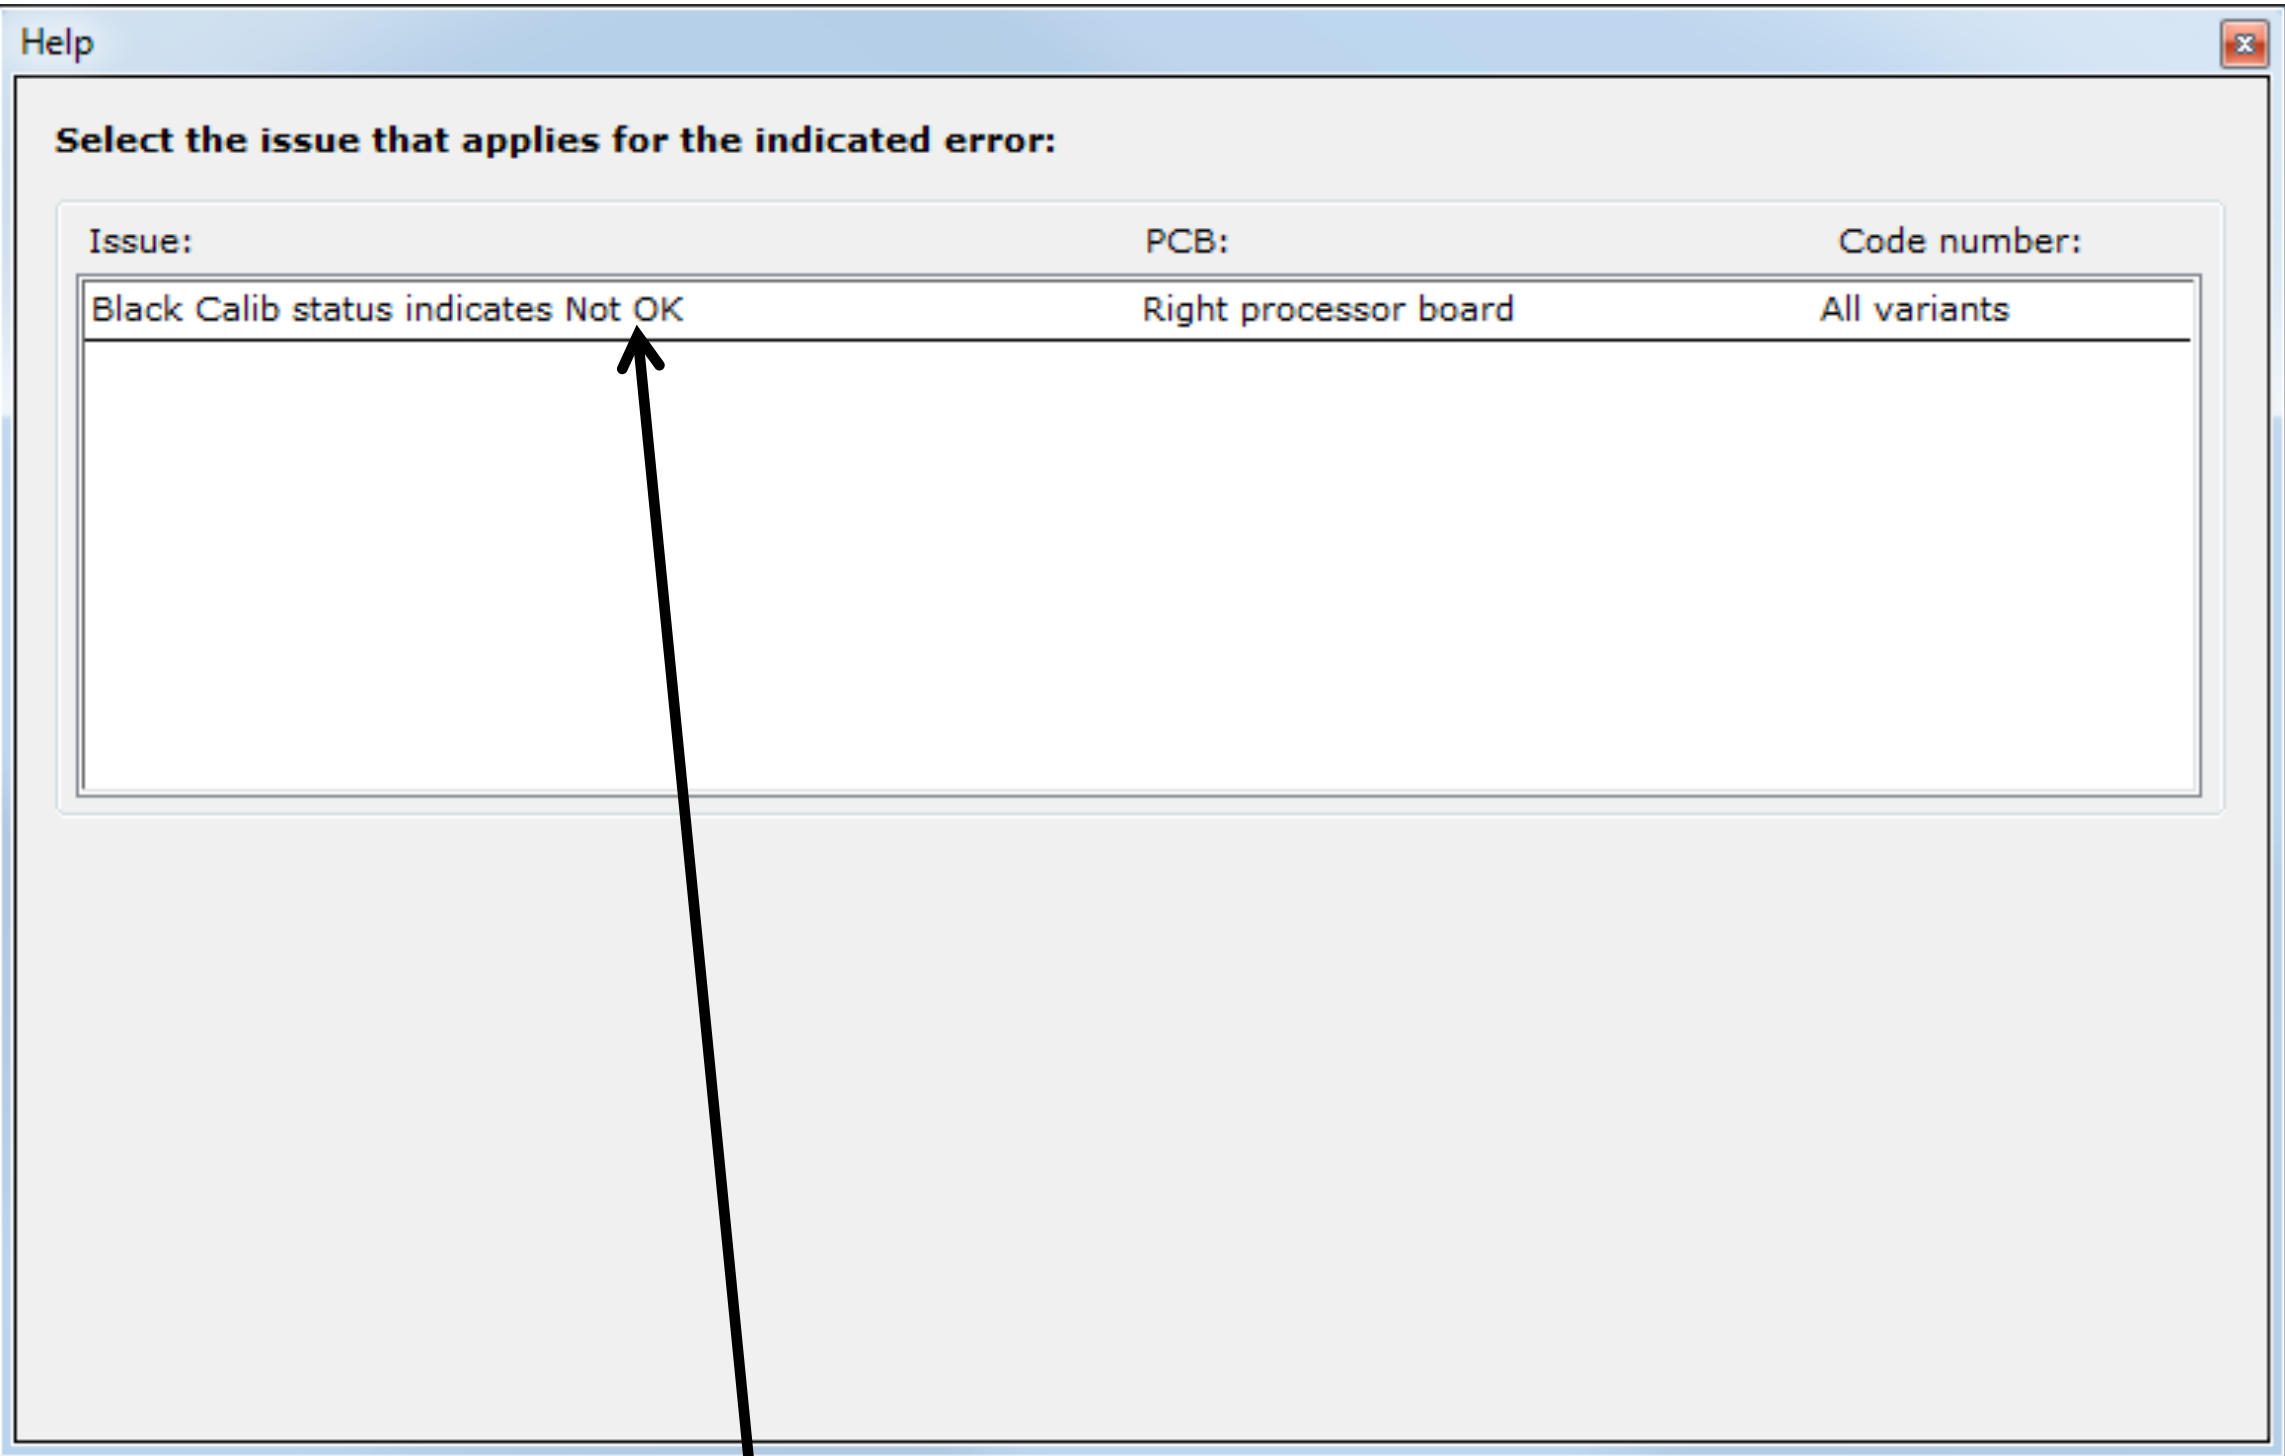 Help
Select the issue that applies for the indicated error:
Issue: PCB: Code number:
Black Calib status indicates Not OK Right processor board All variants